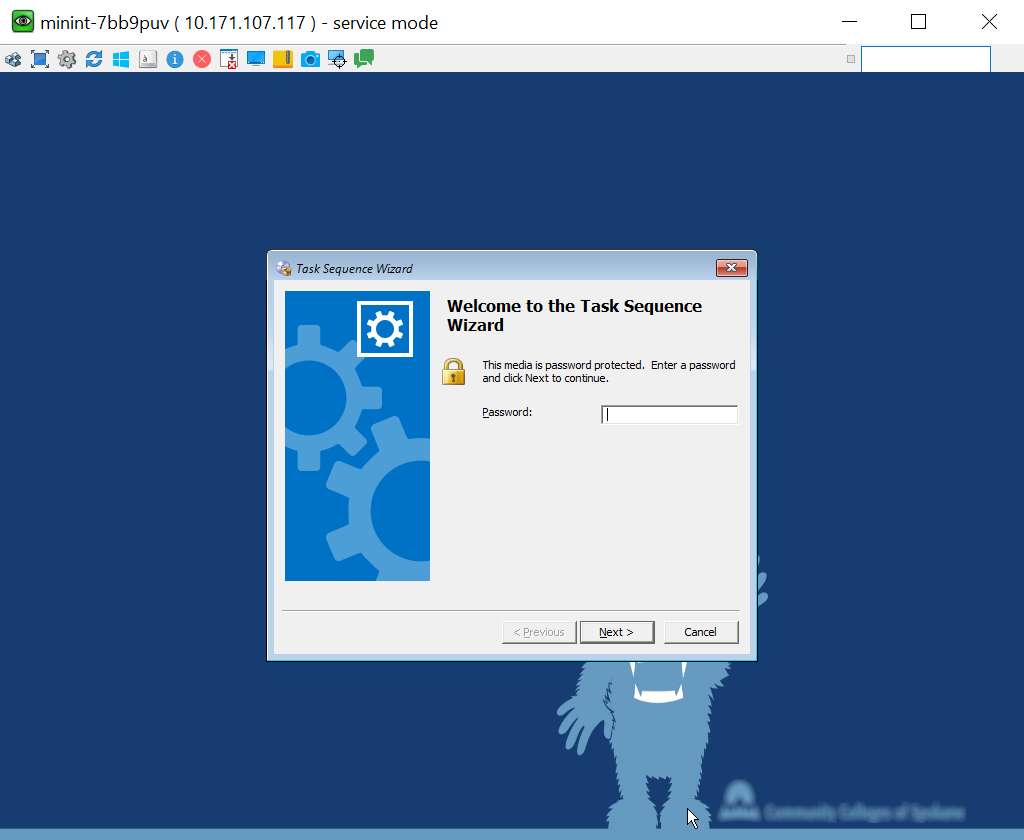 minint-7bb9puv ( 10.171.107.117 ) - service mode
Task Sequence Wizard
Welcome to the Task Sequence
Wizard
This media is password protected. Enter a password
and click Next to continue.
Password:
< Previous
Next >
Cancel
Community Colleges of Spokane